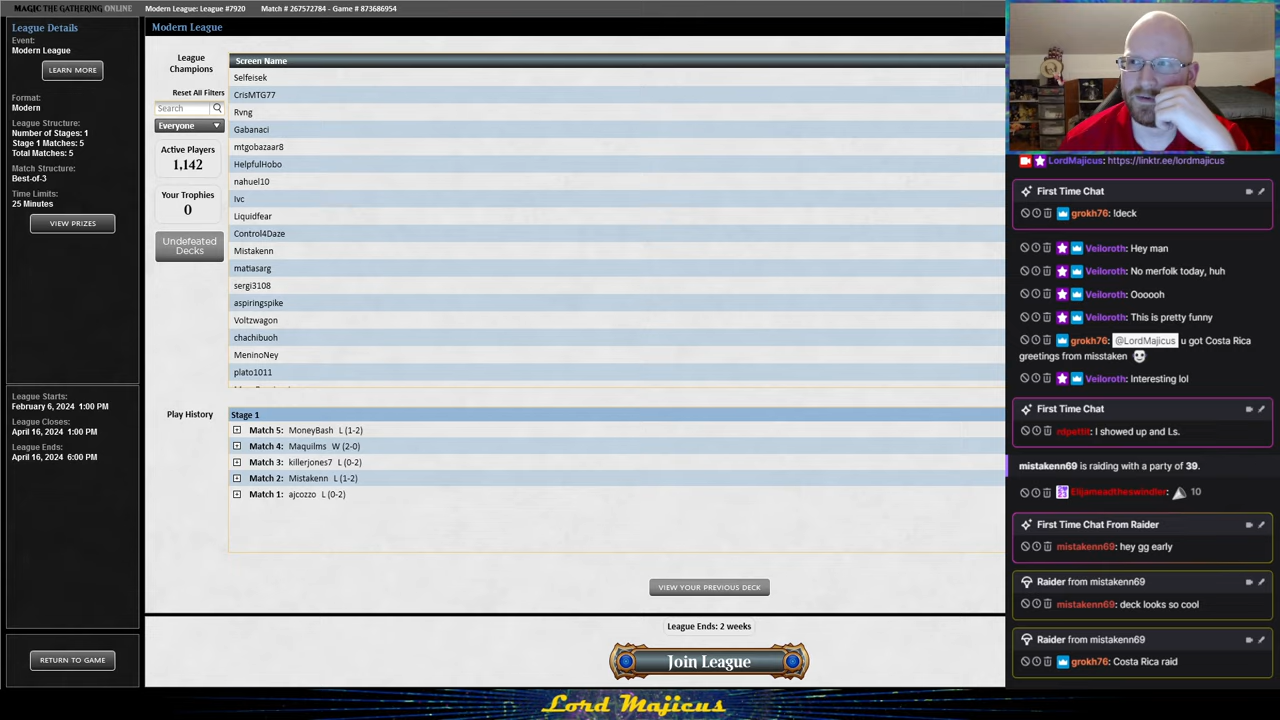 MAGIC THE GATHERING ONLINE
Modern League: League #7920
Match # 267572784 - Game # 873686954
League Details
Event:
Modern League
LEARN MORE
Format:
Modern
League Structure:
Number of Stages: 1
Stage 1 Matches: 5
Total Matches: 5
Match Structure:
Best-of-3
Time Limits:
25 Minutes
VIEW PRIZES
League Starts:
February 6, 2024 1:00 PM
League Closes:
April 16, 2024 1:00 PM
League Ends:
April 16, 2024 6:00 PM
RETURN TO GAME
Modern League
League
Champions
Reset All Filters
Search
Everyone
Active Players
1,142
Your Trophies
0
Undefeated
Decks
Screen Name
Selfeisek
CrisMTG77
Rvng
Gabanaci
mtgobazaar8
HelpfulHobo
nahuel10
Ivc
Liquidfear
Control4Daze
Mistakenn
matiasarg
sergi3108
aspiringspike
Voltzwagon
chachibuoh
MeninoNey
plato1011
Play History
Stage 1
Match 5: MoneyBash L (1-2)
Match 4: Maquilms W (2-0)
Match 3: killerjones7 L (0-2)
Match 2: Mistakenn L (1-2)
Match 1: ajcozzo L (0-2)
VIEW YOUR PREVIOUS DECK
League Ends: 2 weeks
Join League
LordMajicus: https://linktr.ee/lordmajicus
First Time Chat
grokh76: !deck
Veiloroth: Hey man
Veiloroth: No merfolk today, huh
Veiloroth: Oooooh
Veiloroth: This is pretty funny
grokh76: @LordMajicus u got Costa Rica
greetings from misstaken
Veiloroth: Interesting lol
First Time Chat
rdpettit: I showed up and Ls.
mistakenn69 is raiding with a party of 39.
Elijameadtheswindler: 10
First Time Chat From Raider
mistakenn69: hey gg early
Raider from mistakenn69
mistakenn69: deck looks so cool
Raider from mistakenn69
grokh76: Costa Rica raid
Lord Majicus